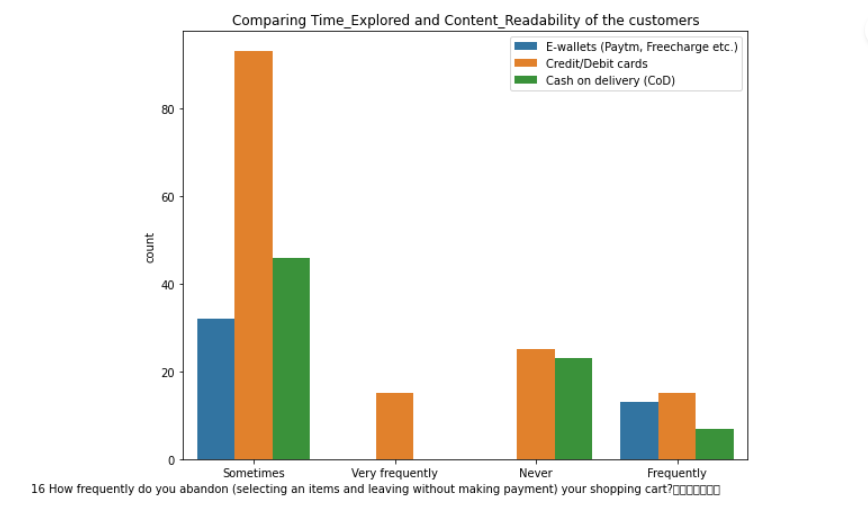 Comparing Time_Explored and Content_Readability of the customers
E-wallets (Paytm, Freecharge etc.)
Credit/Debit cards
Cash on delivery (CoD)
80
60
40
20
0
count
Sometimes Very frequently Never Frequently
16 How frequently do you abandon (selecting an items and leaving without making payment) your shopping cart?▯▯▯▯▯▯▯